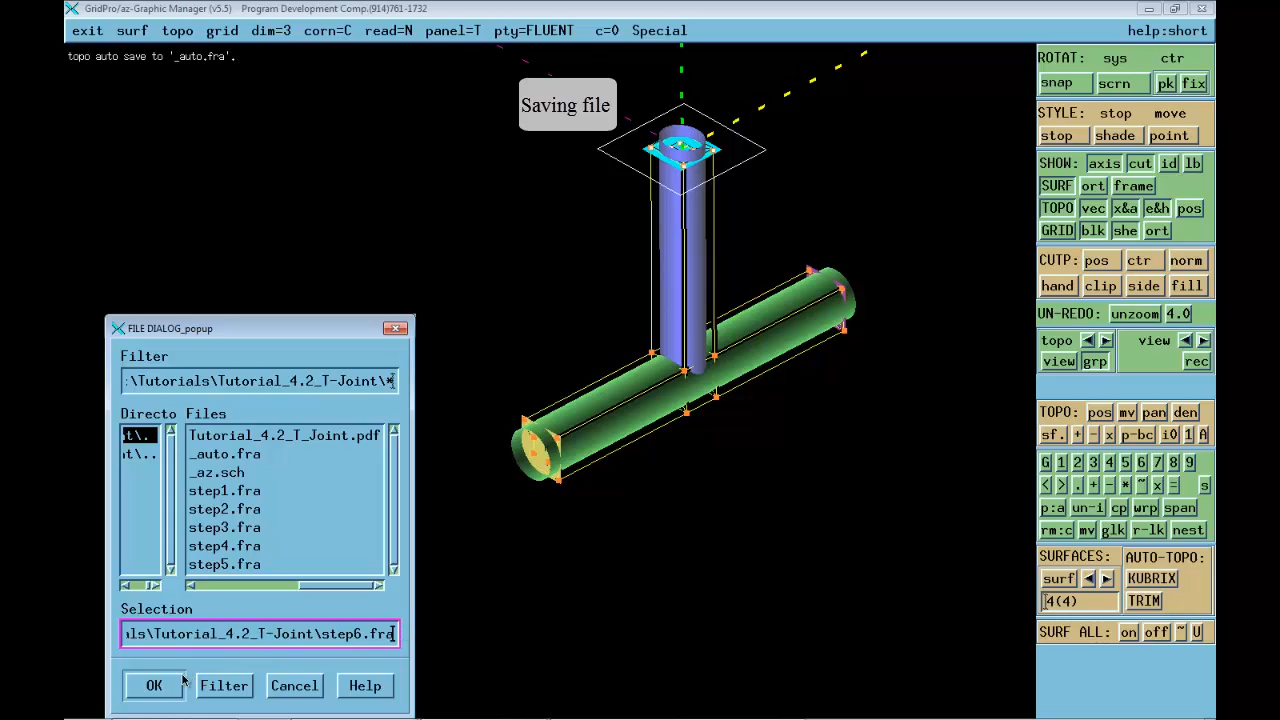 GridPro/az-Graphic Manager (v5.5) Program Development Comp.(914)761-1732
exit surf topo grid dim=3 corn=C read=N panel=T pty=FLUENT c=0 Special help:short
topo auto save to '_auto.fra'.
Saving file
ROTAT: sys ctr
snap scrn pk fix
STYLE: stop move
stop shade point
SHOW: axis cut id lb
SURF ort frame
TOPO vec x&a e&h pos
GRID blk she ort
CUTP: pos ctr norm
hand clip side fill
UN-REDO: unzoom 4.0
topo view
view grp rec
TOPO: pos mv pan den
sf. + - x p-bc i0 1 A
G 1 2 3 4 5 6 7 8 9
< > . + - * ~ x = s
p:a un-i cp wrp span
rm:c mv glk r-lk nest
SURFACES: AUTO-TOPO:
surf KUBRIX
4(4) TRIM
SURF ALL: on off ~ U
FILE DIALOG_popup
Filter
:\Tutorials\Tutorial_4.2_T-Joint\*
Directo Files
t\. Tutorial_4.2_T_Joint.pdf
t\.. _auto.fra
_az.sch
step1.fra
step2.fra
step3.fra
step4.fra
step5.fra
Selection
ls\Tutorial_4.2_T-Joint\step6.fra
OK Filter Cancel Help